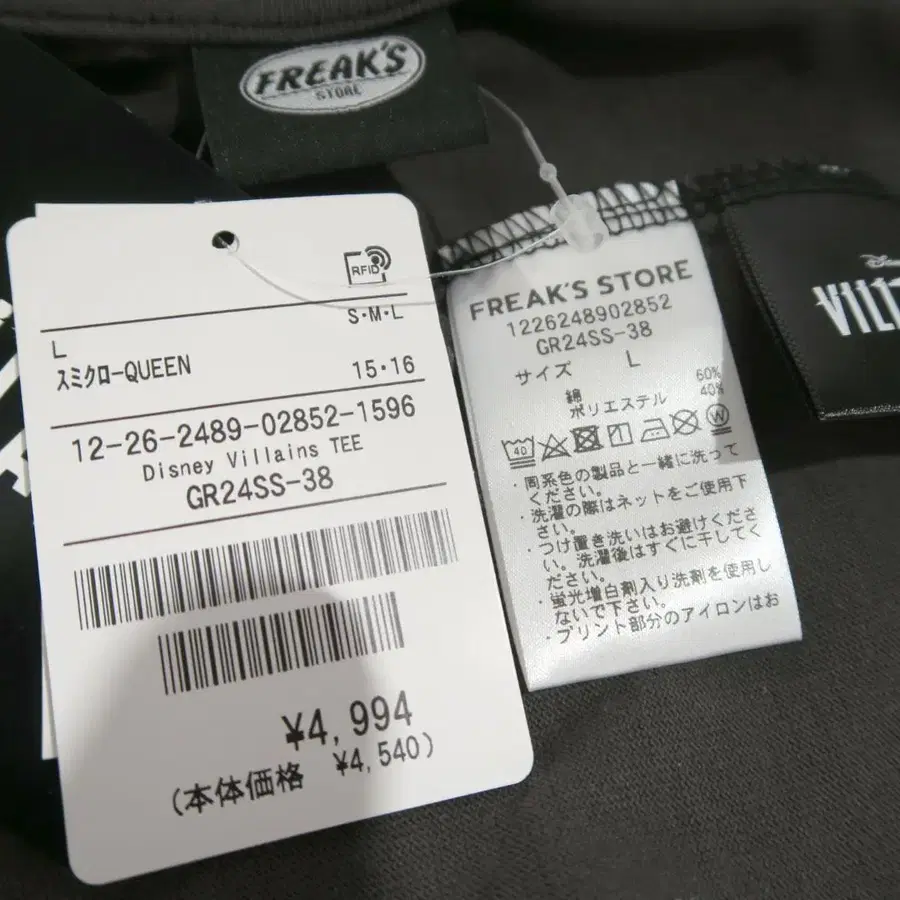 FREAK'S
STORE
RFID
S・M・L
L
スミクロ-QUEEN
15・16
12-26-2489-02852-1596
Disney Villains TEE
GR24SS-38
¥4,994
(本体価格 ¥4,540)
FREAK'S STORE
1226248902852
GR24SS-38
サイズ L
綿 60%
ポリエステル 40%
40
W
・同系色の製品と一緒に洗って
ください。
・洗濯の際はネットをご使用下
さい。
・つけ置き洗いはお避けくださ
い。洗濯後はすぐに干してく
ださい。
・蛍光増白剤入り洗剤を使用し
ないで下さい。
・プリント部分のアイロンはお